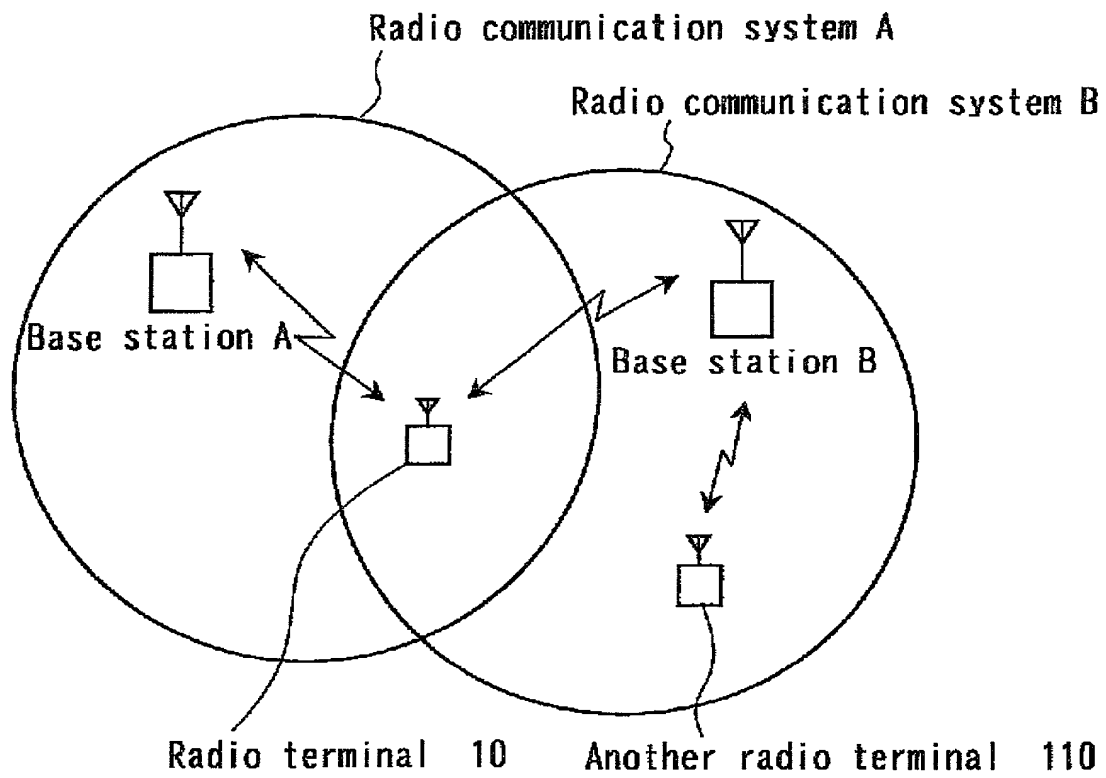 Radio communication system A
Radio communication system B
Base station A
Base station B
Radio terminal 10
Another radio terminal 110